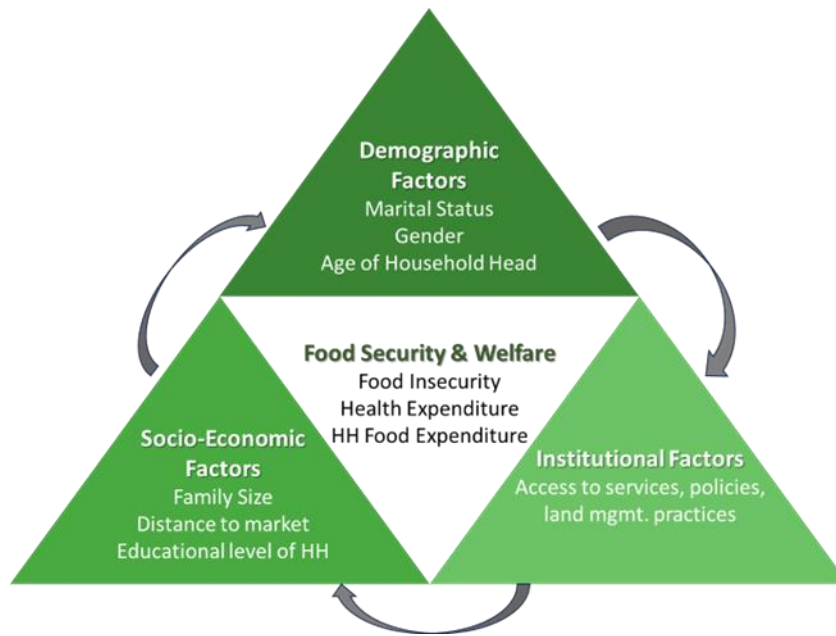 Demographic
Factors
Marital Status
Gender
Age of Household Head
Food Security & Welfare
Food Insecurity
Health Expenditure
HH Food Expenditure
Socio-Economic
Factors
Family Size
Distance to market
Educational level of HH
Institutional Factors
Access to services, policies,
land mgmt. practices